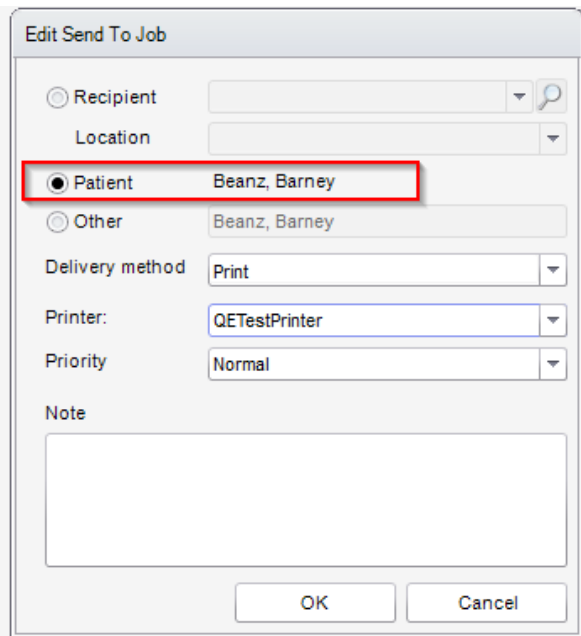 Edit Send To Job
Recipient
Location
Patient Beanz, Barney
Other Beanz, Barney
Delivery method Print
Printer: QETestPrinter
Priority Normal
Note
OK Cancel